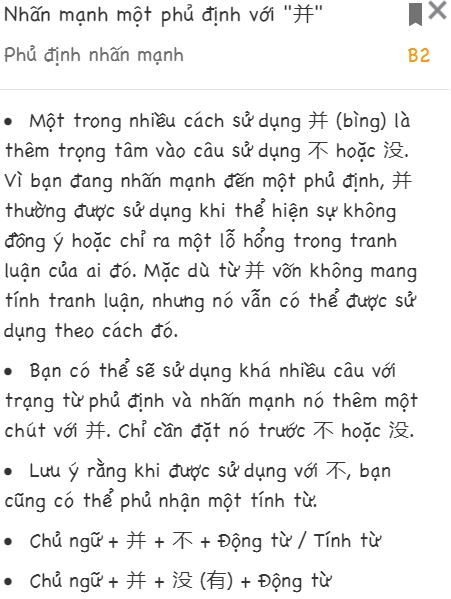 Nhấn mạnh một phủ định với "并"
Phủ định nhấn mạnh B2
• Một trong nhiều cách sử dụng 并 (bìng) là
thêm trọng tâm vào câu sử dụng 不 hoặc 没.
Vì bạn đang nhấn mạnh đến một phủ định, 并
thường được sử dụng khi thể hiện sự không
đồng ý hoặc chỉ ra một lỗ hổng trong tranh
luận của ai đó. Mặc dù từ 并 vốn không mang
tính tranh luận, nhưng nó vẫn có thể được sử
dụng theo cách đó.
• Bạn có thể sẽ sử dụng khá nhiều câu với
trạng từ phủ định và nhấn mạnh nó thêm một
chút với 并. Chỉ cần đặt nó trước 不 hoặc 没.
• Lưu ý rằng khi được sử dụng với 不, bạn
cũng có thể phủ nhận một tính từ.
• Chủ ngữ + 并 + 不 + Động từ / Tính từ
• Chủ ngữ + 并 + 没 (有) + Động từ